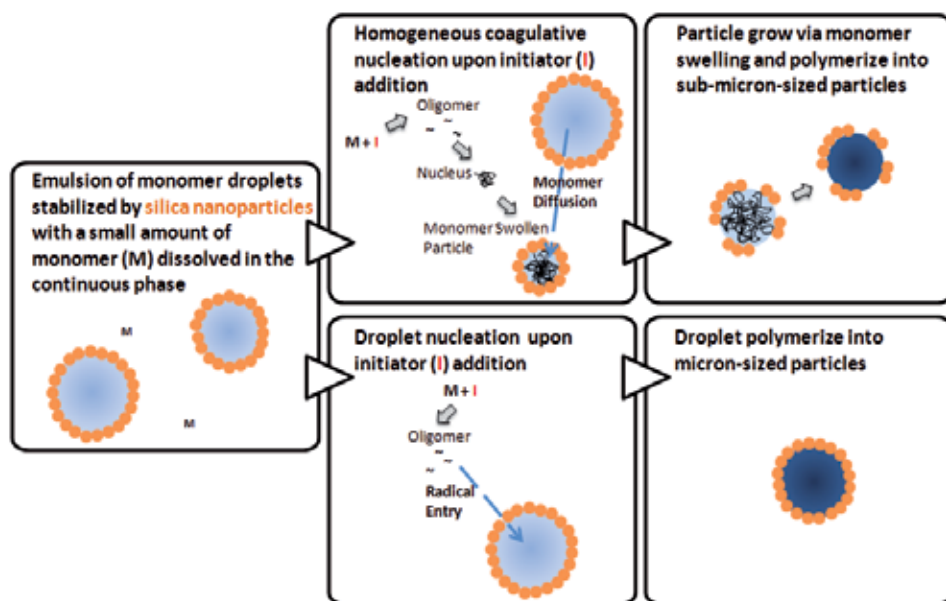 Emulsion of monomer droplets
stabilized by silica nanoparticles
with a small amount of
monomer (M) dissolved in the
continuous phase
M
M
Homogeneous coagulative
nucleation upon initiator (I)
addition
Oligomer
~ ~ ~
M + I
Nucleus
Monomer
Diffusion
Monomer Swollen
Particle
Particle grow via monomer
swelling and polymerize into
sub-micron-sized particles
Droplet nucleation upon
initiator (I) addition
M + I
Oligomer
~ ~ ~
Radical
Entry
Droplet polymerize into
micron-sized particles